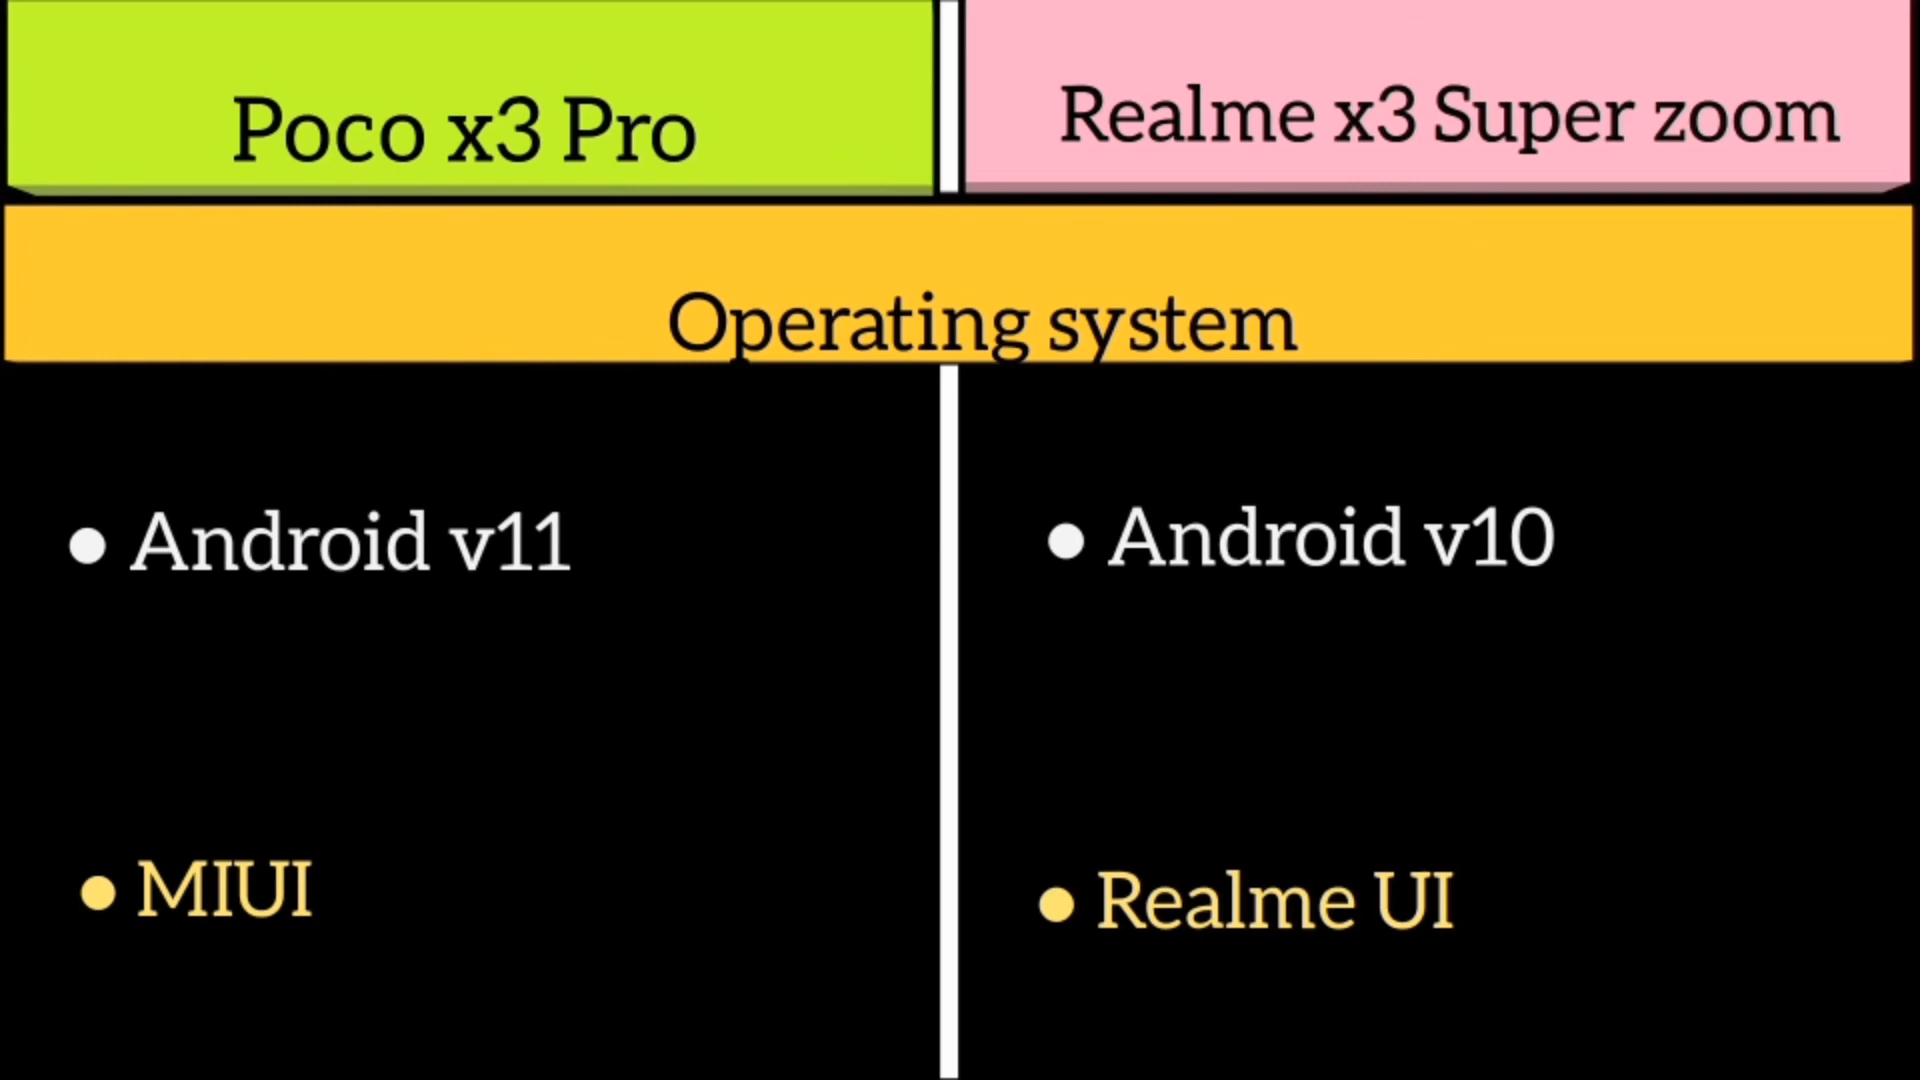 Poco x3 Pro
Realme x3 Super zoom
Operating system
• Android v11
• Android v10
• MIUI
• Realme UI